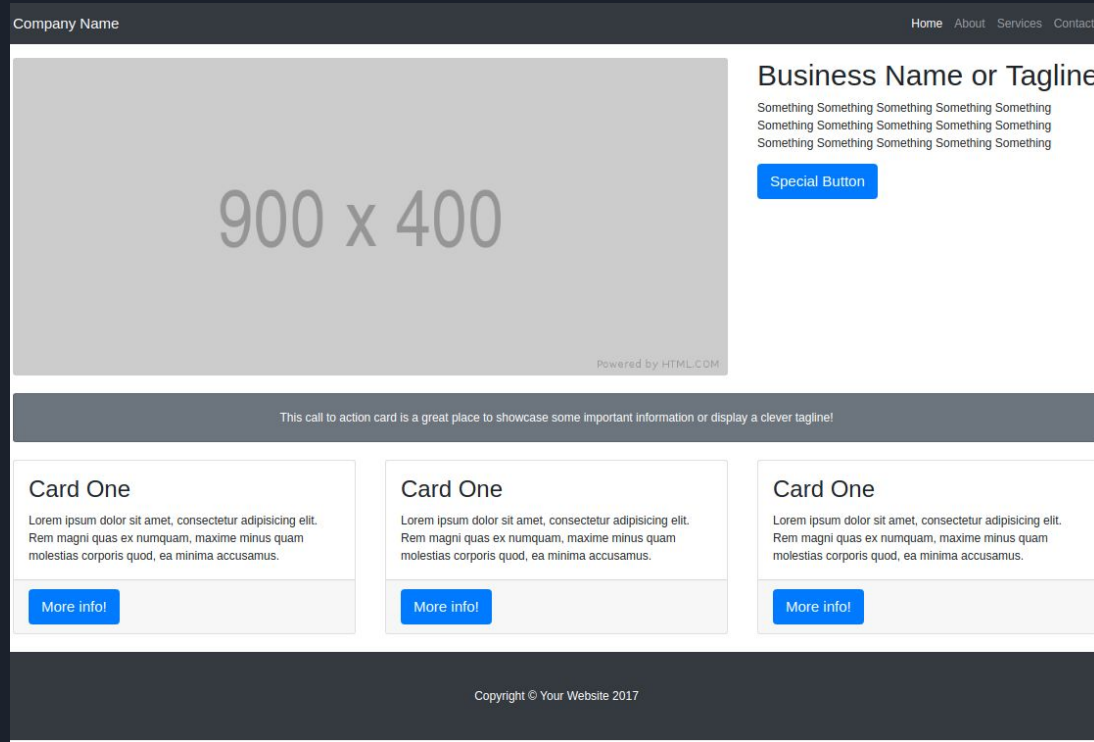 Company Name
Home About Services Contact
900 x 400
Powered by HTML.COM
Business Name or Tagline
Something Something Something Something Something
Something Something Something Something Something
Something Something Something Something Something
Special Button
This call to action card is a great place to showcase some important information or display a clever tagline!
Card One
Lorem ipsum dolor sit amet, consectetur adipisicing elit.
Rem magni quas ex numquam, maxime minus quam
molestias corporis quod, ea minima accusamus.
More info!
Card One
Lorem ipsum dolor sit amet, consectetur adipisicing elit.
Rem magni quas ex numquam, maxime minus quam
molestias corporis quod, ea minima accusamus.
More info!
Card One
Lorem ipsum dolor sit amet, consectetur adipisicing elit.
Rem magni quas ex numquam, maxime minus quam
molestias corporis quod, ea minima accusamus.
More info!
Copyright © Your Website 2017